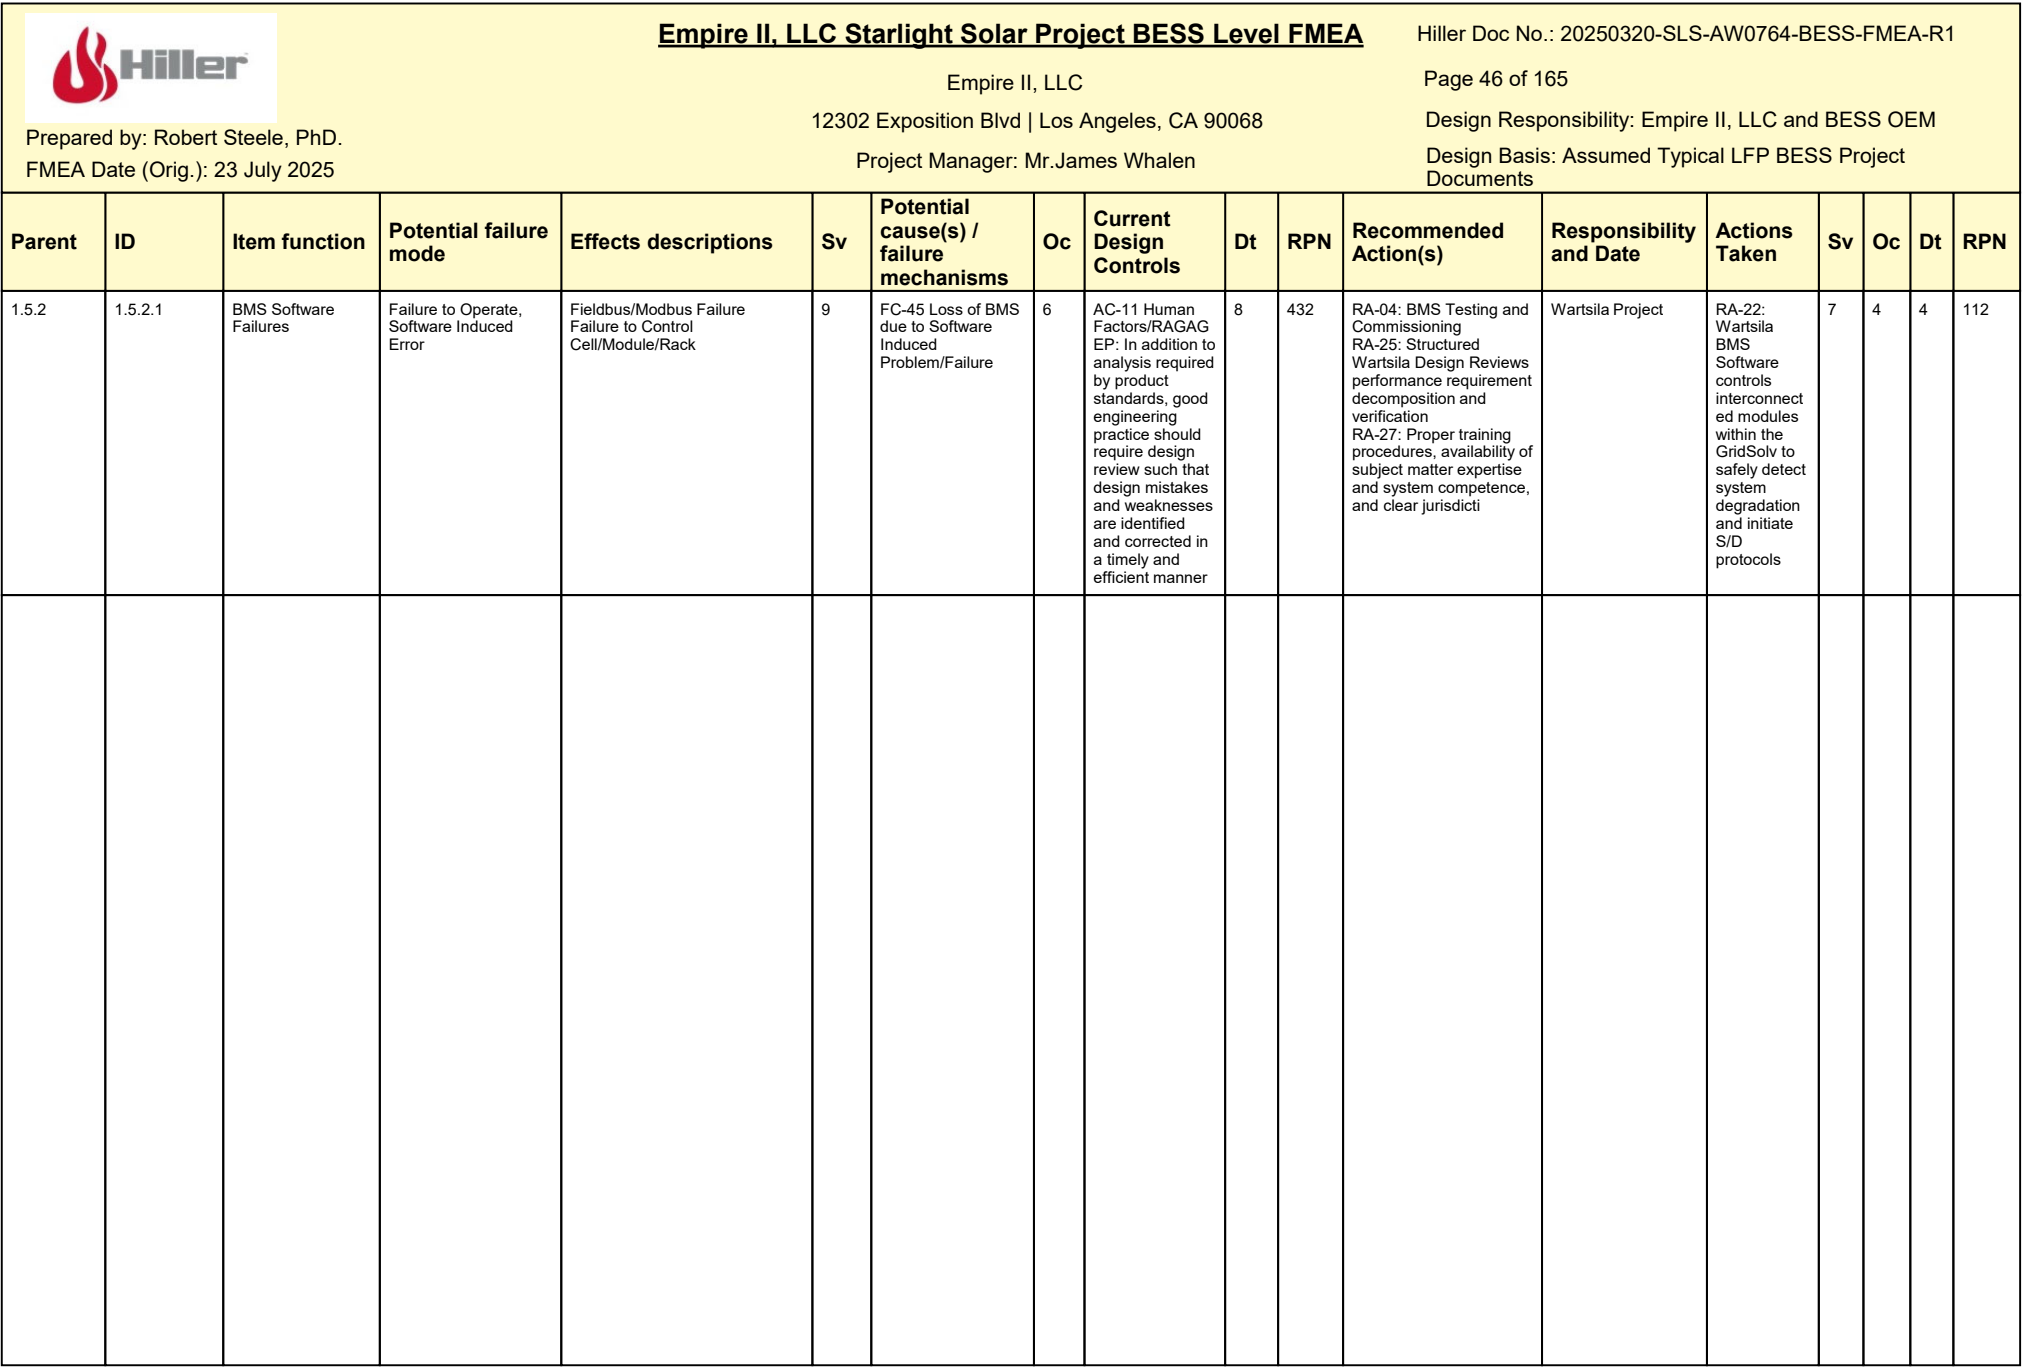 Hiller
Prepared by: Robert Steele, PhD.
FMEA Date (Orig.): 23 July 2025
Empire II, LLC Starlight Solar Project BESS Level FMEA
Empire II, LLC
12302 Exposition Blvd | Los Angeles, CA 90068
Project Manager: Mr.James Whalen
Hiller Doc No.: 20250320-SLS-AW0764-BESS-FMEA-R1
Page 46 of 165
Design Responsibility: Empire II, LLC and BESS OEM
Design Basis: Assumed Typical LFP BESS Project
Documents
Parent
ID
Item function
Potential failure
mode
Effects descriptions
Sv
Potential
cause(s) /
failure
mechanisms
Oc
Current
Design
Controls
Dt
RPN
Recommended
Action(s)
Responsibility
and Date
Actions
Taken
Sv
Oc
Dt
RPN
1.5.2
1.5.2.1
BMS Software
Failures
Failure to Operate,
Software Induced
Error
Fieldbus/Modbus Failure
Failure to Control
Cell/Module/Rack
9
FC-45 Loss of BMS
due to Software
Induced
Problem/Failure
6
AC-11 Human
Factors/RAGAG
EP: In addition to
analysis required
by product
standards, good
engineering
practice should
require design
review such that
design mistakes
and weaknesses
are identified
and corrected in
a timely and
efficient manner
8
432
RA-04: BMS Testing and
Commissioning
RA-25: Structured
Wartsila Design Reviews
performance requirement
decomposition and
verification
RA-27: Proper training
procedures, availability of
subject matter expertise
and system competence,
and clear jurisdicti
Wartsila Project
RA-22:
Wartsila
BMS
Software
controls
interconnect
ed modules
within the
GridSolv to
safely detect
system
degradation
and initiate
S/D
protocols
7
4
4
112